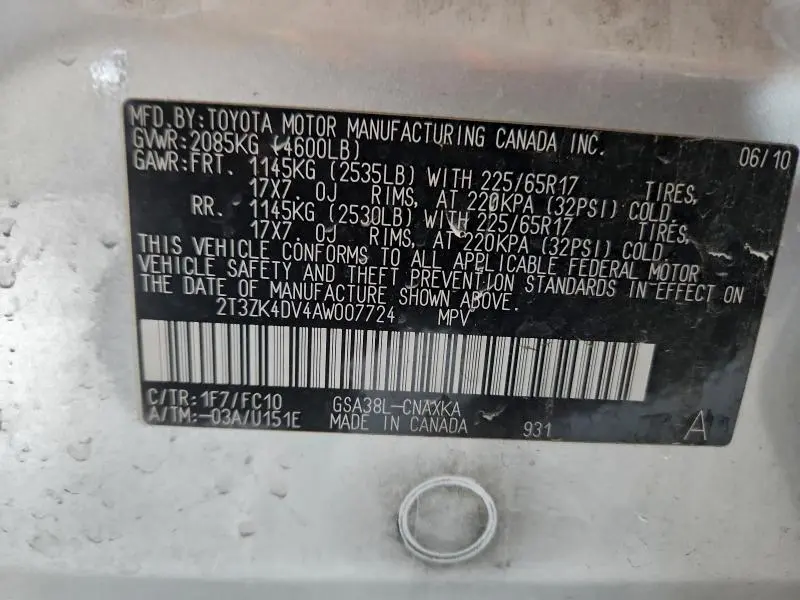 MFD. BY: TOYOTA MOTOR MANUFACTURING CANADA INC. 06/10
GVWR: 2085KG (4600LB)
GAWR: FRT. 1145KG (2535LB) WITH 225/65R17 TIRES,
17X7.0J RIMS, AT 220KPA (32PSI) COLD.
RR. 1145KG (2530LB) WITH 225/65R17 TIRES,
17X7.0J RIMS, AT 220KPA (32PSI) COLD.
THIS VEHICLE CONFORMS TO ALL APPLICABLE FEDERAL MOTOR
VEHICLE SAFETY AND THEFT PREVENTION STANDARDS IN EFFECT ON
THE DATE OF MANUFACTURE SHOWN ABOVE.
2T3ZK4DV4AW007724 MPV
C/TR: 1F7/FC10 GSA38L-CNAXKA
A/TM: -03A/U151E MADE IN CANADA 931 A